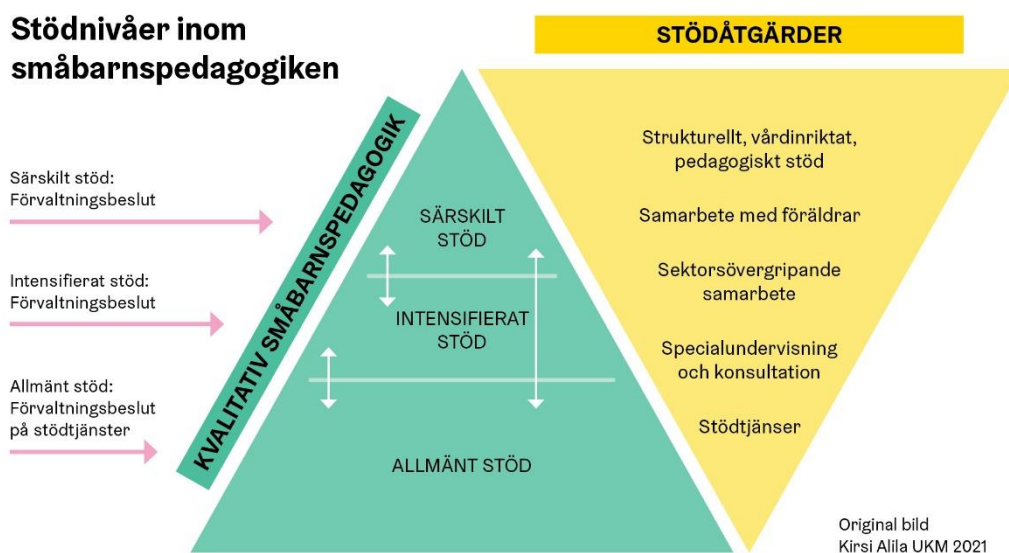 Stödnivåer inom
småbarnspedagogiken
STÖDÅTGÄRDER
KVALITATIV SMÅBARNSPEDAGOGIK
Särskilt stöd:
Förvaltningsbeslut
Intensifierat stöd:
Förvaltningsbeslut
Allmänt stöd:
Förvaltningsbeslut
på stödtjänster
SÄRSKILT
STÖD
INTENSIFIERAT
STÖD
ALLMÄNT STÖD
Strukturellt, vårdinriktat,
pedagogiskt stöd
Samarbete med föräldrar
Sektorsövergripande
samarbete
Specialundervisning
och konsultation
Stödtjänser
Original bild
Kirsi Alila UKM 2021